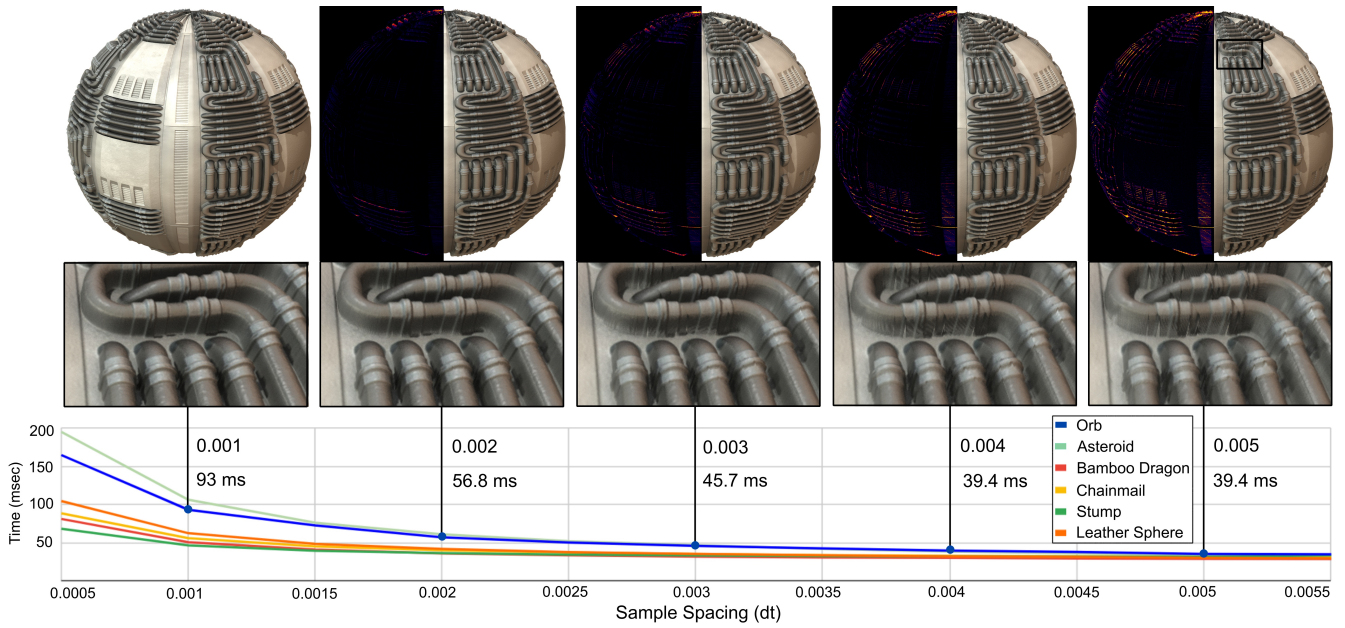 0.001
93 ms
0.002
56.8 ms
0.003
45.7 ms
0.004
39.4 ms
0.005
39.4 ms
Orb
Asteroid
Bamboo Dragon
Chainmail
Stump
Leather Sphere
Time (msec)
200
150
100
50
0.0005
0.001
0.0015
0.002
0.0025
0.003
0.0035
0.004
0.0045
0.005
0.0055
Sample Spacing (dt)